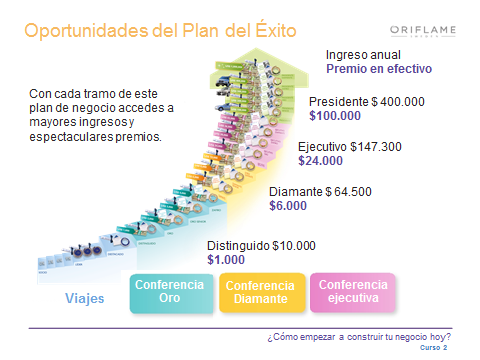 Oportunidades del Plan del Éxito
ORIFLAME
SWEDEN
Ingreso anual
Premio en efectivo
Con cada tramo de este
plan de negocio accedes a
mayores ingresos y
espectaculares premios.
Presidente $ 400.000
$100.000
Ejecutivo $147.300
$24.000
Diamante $ 64.500
$6.000
Distinguido $10.000
$1.000
Viajes
Conferencia
Oro
Conferencia
Diamante
Conferencia
ejecutiva
¿Cómo empezar a construir tu negocio hoy?
Curso 2